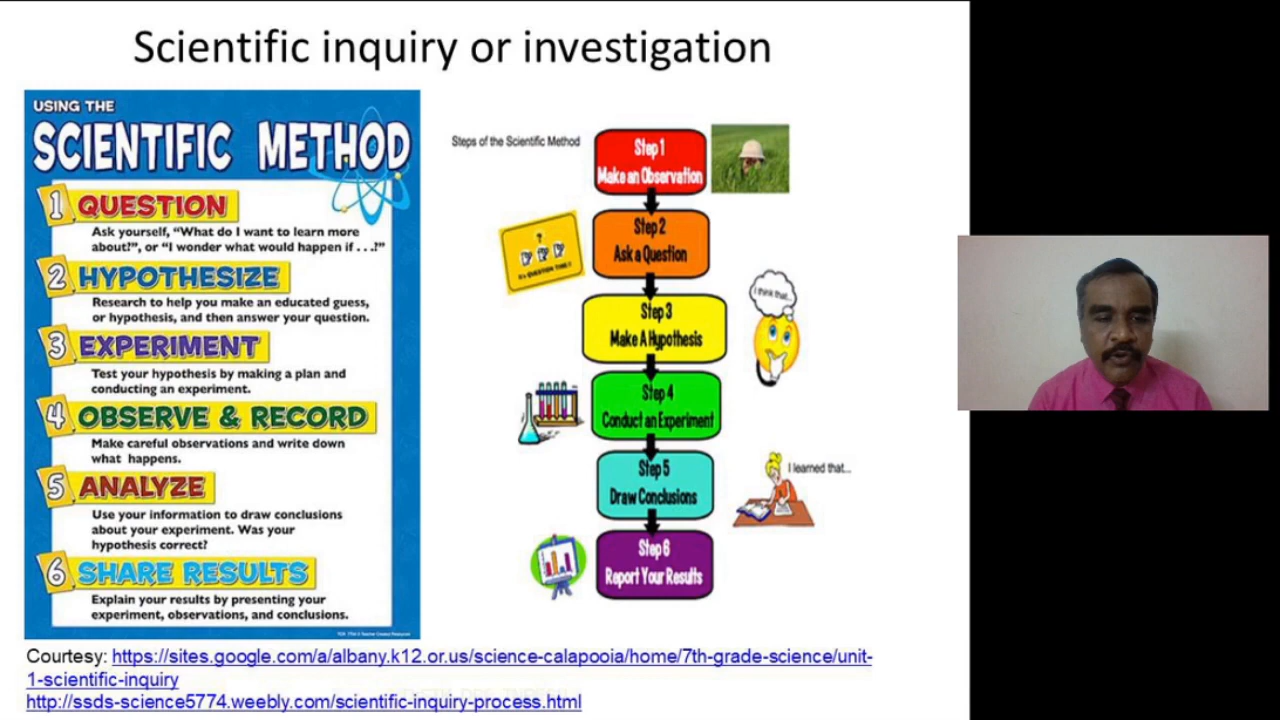 Scientific inquiry or investigation
USING THE
SCIENTIFIC METHOD
1 QUESTION
Ask yourself, “What do I want to learn more
about?”, or “I wonder what would happen if . . .?”
2 HYPOTHESIZE
Research to help you make an educated guess,
or hypothesis, and then answer your question.
3 EXPERIMENT
Test your hypothesis by making a plan and
conducting an experiment.
4 OBSERVE & RECORD
Make careful observations and write down
what happens.
5 ANALYZE
Use your information to draw conclusions
about your experiment. Was your
hypothesis correct?
6 SHARE RESULTS
Explain your results by presenting your
experiment, observations, and conclusions.
Steps of the Scientific Method
Step 1
Make an Observation
Step 2
Ask a Question
Step 3
Make A Hypothesis
I think that...
Step 4
Conduct an Experiment
Step 5
Draw Conclusions
I learned that...
Step 6
Report Your Results
Courtesy: https://sites.google.com/a/albany.k12.or.us/science-calapooia/home/7th-grade-science/unit-
1-scientific-inquiry
http://ssds-science5774.weebly.com/scientific-inquiry-process.html